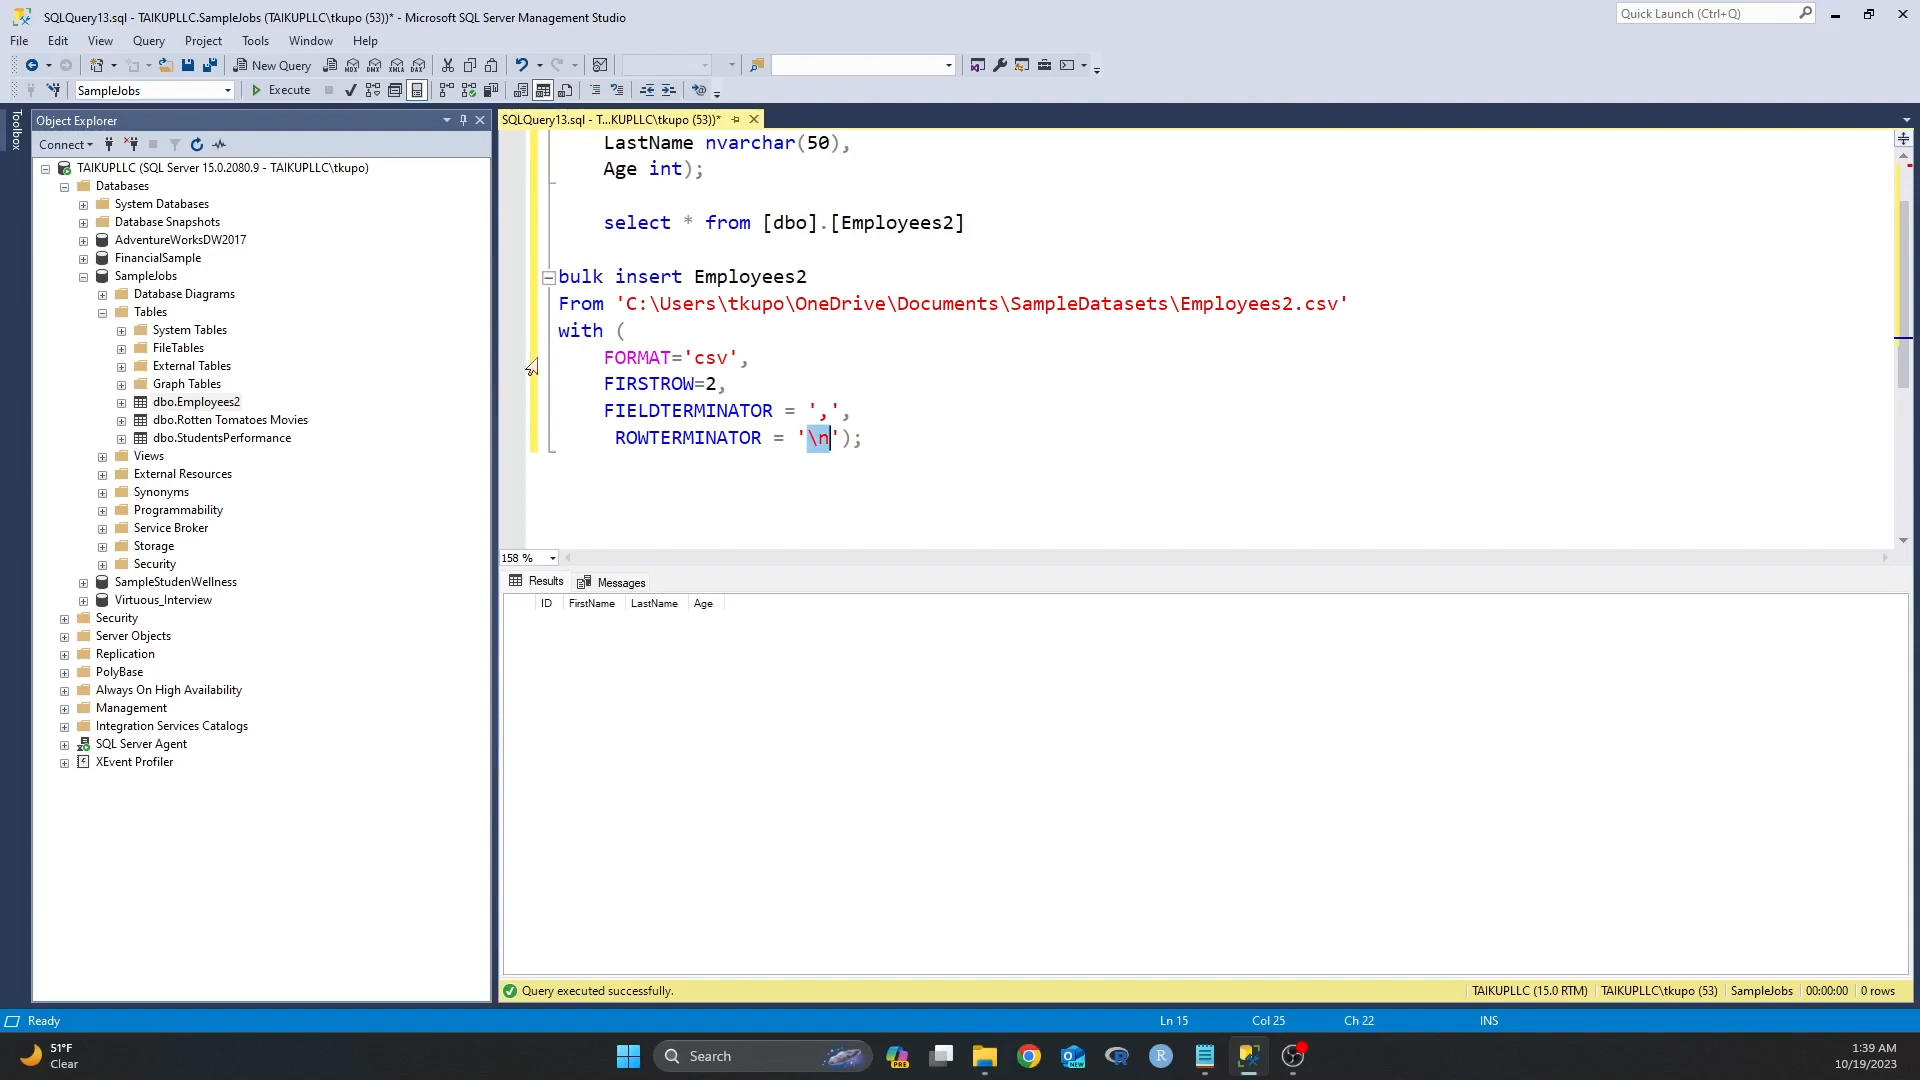 SQLQuery13.sql - TAIKUPLLC.SampleJobs (TAIKUPLLC\tkupo (53))* - Microsoft SQL Server Management Studio
Quick Launch (Ctrl+Q)
File Edit View Query Project Tools Window Help
New Query
MDX DMX XMLA DAX
SampleJobs
Execute
Toolbox
Object Explorer
SQLQuery13.sql - T...KUPLLC\tkupo (53))*
Connect
TAIKUPLLC (SQL Server 15.0.2080.9 - TAIKUPLLC\tkupo)
Databases
System Databases
Database Snapshots
AdventureWorksDW2017
FinancialSample
SampleJobs
Database Diagrams
Tables
System Tables
FileTables
External Tables
Graph Tables
dbo.Employees2
dbo.Rotten Tomatoes Movies
dbo.StudentsPerformance
Views
External Resources
Synonyms
Programmability
Service Broker
Storage
Security
SampleStudenWellness
Virtuous_Interview
Security
Server Objects
Replication
PolyBase
Always On High Availability
Management
Integration Services Catalogs
SQL Server Agent
XEvent Profiler
LastName nvarchar(50),
Age int);
select * from [dbo].[Employees2]
bulk insert Employees2
From 'C:\Users\tkupo\OneDrive\Documents\SampleDatasets\Employees2.csv'
with (
FORMAT='csv',
FIRSTROW=2,
FIELDTERMINATOR = ',',
ROWTERMINATOR = '\n');
158 %
Results Messages
ID FirstName LastName Age
Query executed successfully.
TAIKUPLLC (15.0 RTM) TAIKUPLLC\tkupo (53) SampleJobs 00:00:00 0 rows
Ready
Ln 15 Col 25 Ch 22 INS
51°F
Clear
Search
PRE
NEW
R
R
1:39 AM
10/19/2023